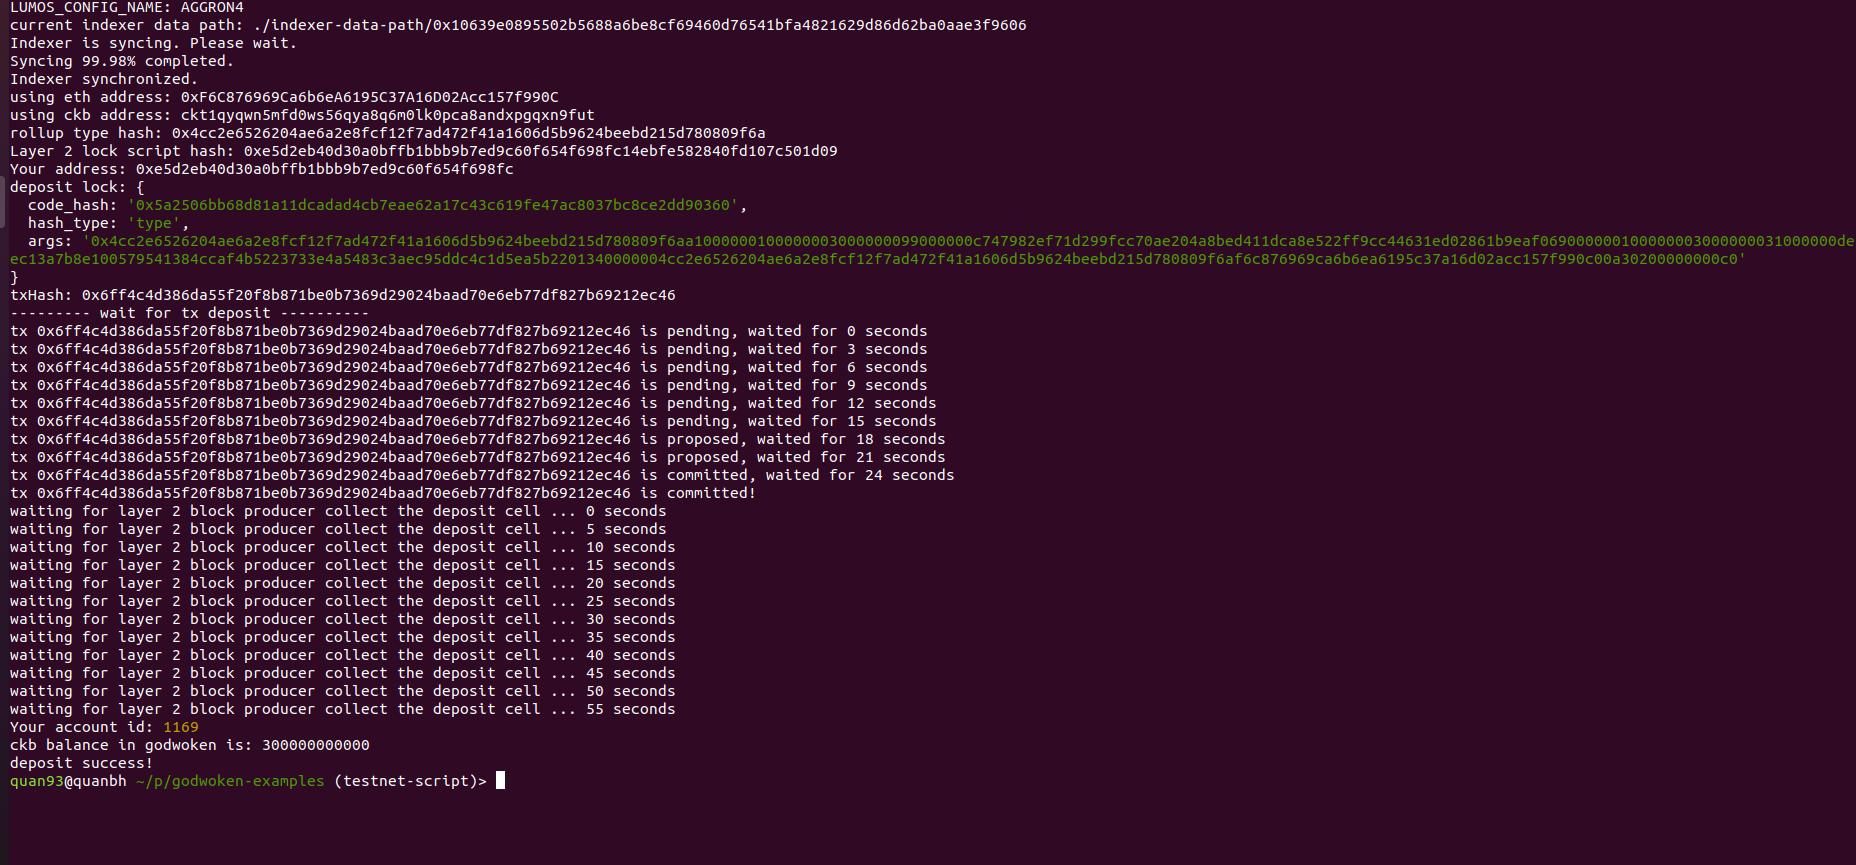 LUMOS_CONFIG_NAME: AGGRON4
current indexer data path: ./indexer-data-path/0x10639e0895502b5688a6be8cf69460d76541bfa4821629d86d62ba0aae3f9606
Indexer is syncing. Please wait.
Syncing 99.98% completed.
Indexer synchronized.
using eth address: 0xF6C876969Ca6b6eA6195C37A16D02Acc157f990C
using ckb address: ckt1qyqwn5mfd0ws56qya8q6m0lk0pca8andxpgqxn9fut
rollup type hash: 0x4cc2e6526204ae6a2e8fcf12f7ad472f41a1606d5b9624beebd215d780809f6a
Layer 2 lock script hash: 0xe5d2eb40d30a0bffb1bbb9b7ed9c60f654f698fc14ebfe582840fd107c501d09
Your address: 0xe5d2eb40d30a0bffb1bbb9b7ed9c60f654f698fc
deposit lock: {
  code_hash: '0x5a2506bb68d81a11dcadad4cb7eae62a17c43c619fe47ac8037bc8ce2dd90360',
  hash_type: 'type',
  args: '0x4cc2e6526204ae6a2e8fcf12f7ad472f41a1606d5b9624beebd215d780809f6aa10000001000000030000000099000000c747982ef71d299fcc70ae204a8bed411dca8e522ff9cc44631ed02861b9eaf0690000000100000003000000031000000de
ec13a7b8e100579541384ccaf4b5223733e4a5483c3aec95ddc4c1d5ea5b2201340000004cc2e6526204ae6a2e8fcf12f7ad472f41a1606d5b9624beebd215d780809f6af6c876969ca6b6ea6195c37a16d02acc157f990c00a30200000000c0'
}
txHash: 0x6ff4c4d386da55f20f8b871be0b7369d29024baad70e6eb77df827b69212ec46
--------- wait for tx deposit ----------
tx 0x6ff4c4d386da55f20f8b871be0b7369d29024baad70e6eb77df827b69212ec46 is pending, waited for 0 seconds
tx 0x6ff4c4d386da55f20f8b871be0b7369d29024baad70e6eb77df827b69212ec46 is pending, waited for 3 seconds
tx 0x6ff4c4d386da55f20f8b871be0b7369d29024baad70e6eb77df827b69212ec46 is pending, waited for 6 seconds
tx 0x6ff4c4d386da55f20f8b871be0b7369d29024baad70e6eb77df827b69212ec46 is pending, waited for 9 seconds
tx 0x6ff4c4d386da55f20f8b871be0b7369d29024baad70e6eb77df827b69212ec46 is pending, waited for 12 seconds
tx 0x6ff4c4d386da55f20f8b871be0b7369d29024baad70e6eb77df827b69212ec46 is pending, waited for 15 seconds
tx 0x6ff4c4d386da55f20f8b871be0b7369d29024baad70e6eb77df827b69212ec46 is proposed, waited for 18 seconds
tx 0x6ff4c4d386da55f20f8b871be0b7369d29024baad70e6eb77df827b69212ec46 is proposed, waited for 21 seconds
tx 0x6ff4c4d386da55f20f8b871be0b7369d29024baad70e6eb77df827b69212ec46 is committed, waited for 24 seconds
tx 0x6ff4c4d386da55f20f8b871be0b7369d29024baad70e6eb77df827b69212ec46 is committed!
waiting for layer 2 block producer collect the deposit cell ... 0 seconds
waiting for layer 2 block producer collect the deposit cell ... 5 seconds
waiting for layer 2 block producer collect the deposit cell ... 10 seconds
waiting for layer 2 block producer collect the deposit cell ... 15 seconds
waiting for layer 2 block producer collect the deposit cell ... 20 seconds
waiting for layer 2 block producer collect the deposit cell ... 25 seconds
waiting for layer 2 block producer collect the deposit cell ... 30 seconds
waiting for layer 2 block producer collect the deposit cell ... 35 seconds
waiting for layer 2 block producer collect the deposit cell ... 40 seconds
waiting for layer 2 block producer collect the deposit cell ... 45 seconds
waiting for layer 2 block producer collect the deposit cell ... 50 seconds
waiting for layer 2 block producer collect the deposit cell ... 55 seconds
Your account id: 1169
ckb balance in godwoken is: 300000000000
deposit success!
quan93@quanbh ~/p/godwoken-examples (testnet-script)>